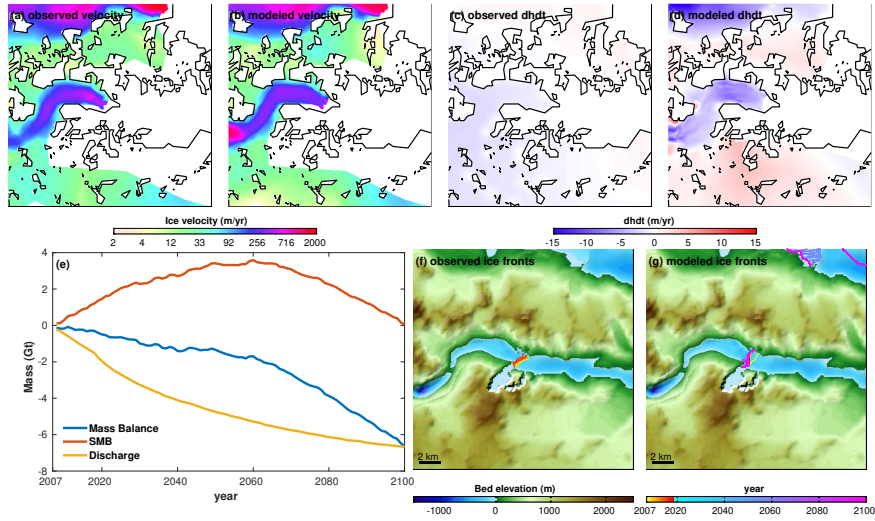 (a) observed velocity
(b) modeled velocity
(c) observed dhdt
(d) modeled dhdt
Ice velocity (m/yr)
2 4 12 33 92 256 716 2000
dhdt (m/yr)
-15 -10 -5 0 5 10 15
(e)
4
2
0
-2
-4
-6
-8
Mass (Gt)
Mass Balance
SMB
Discharge
2007 2020 2040 2060 2080 2100
year
(f) observed ice fronts
2 km
(g) modeled ice fronts
2 km
Bed elevation (m)
-1000 0 1000 2000
year
2007 2020 2040 2060 2080 2100